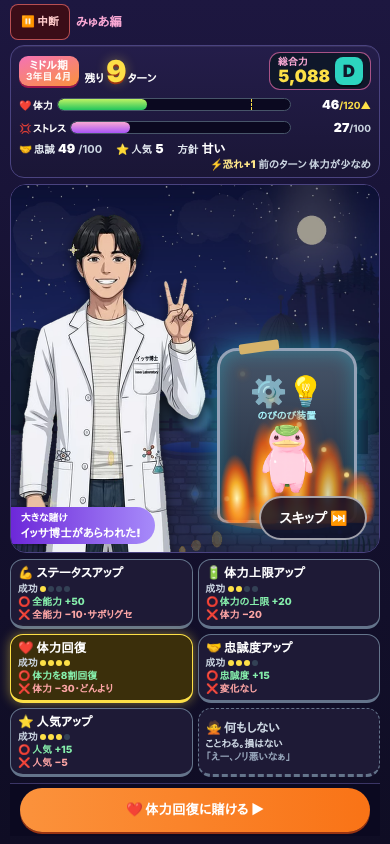 ⏸ 中断 みゅあ編
ミドル期
3年目 4月
残り9ターン
総合力
5,088 D
❤️体力 46/120▲
💢ストレス 27/100
🤝忠誠 49 /100 ⭐人気 5 方針 甘い
⚡恐れ+1 前のターン 体力が少なめ
イッサ博士
のびのび装置
大きな賭け
イッサ博士があらわれた!
スキップ ⏭
💪 ステータスアップ
成功
⭕ 全能力 +50
❌ 全能力 −10・サボりグセ
🔋 体力上限アップ
成功
⭕ 体力の上限 +20
❌ 体力 −20
❤️ 体力回復
成功
⭕ 体力を8割回復
❌ 体力 −30・どんより
🤝 忠誠度アップ
成功
⭕ 忠誠度 +15
❌ 変化なし
⭐ 人気アップ
成功
⭕ 人気 +15
❌ 人気 −5
🙅 何もしない
ことわる。損はない
「えー、ノリ悪いなぁ」
❤️ 体力回復に賭ける ▶